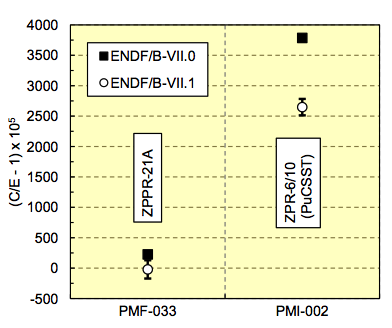 4000
3500
3000
2500
2000
1500
1000
500
0
-500
(C/E - 1) x 10⁵
ENDF/B-VII.0
ENDF/B-VII.1
ZPPR-21A
ZPR-6/10
(PuCSST)
PMF-033
PMI-002